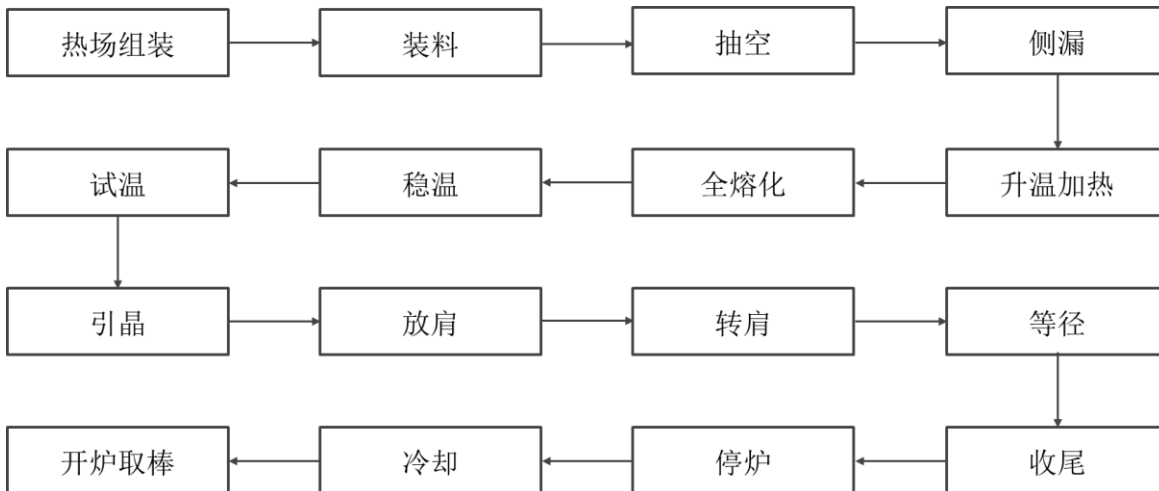 热场组装
装料
抽空
侧漏
升温加热
全熔化
稳温
试温
引晶
放肩
转肩
等径
收尾
停炉
冷却
开炉取棒